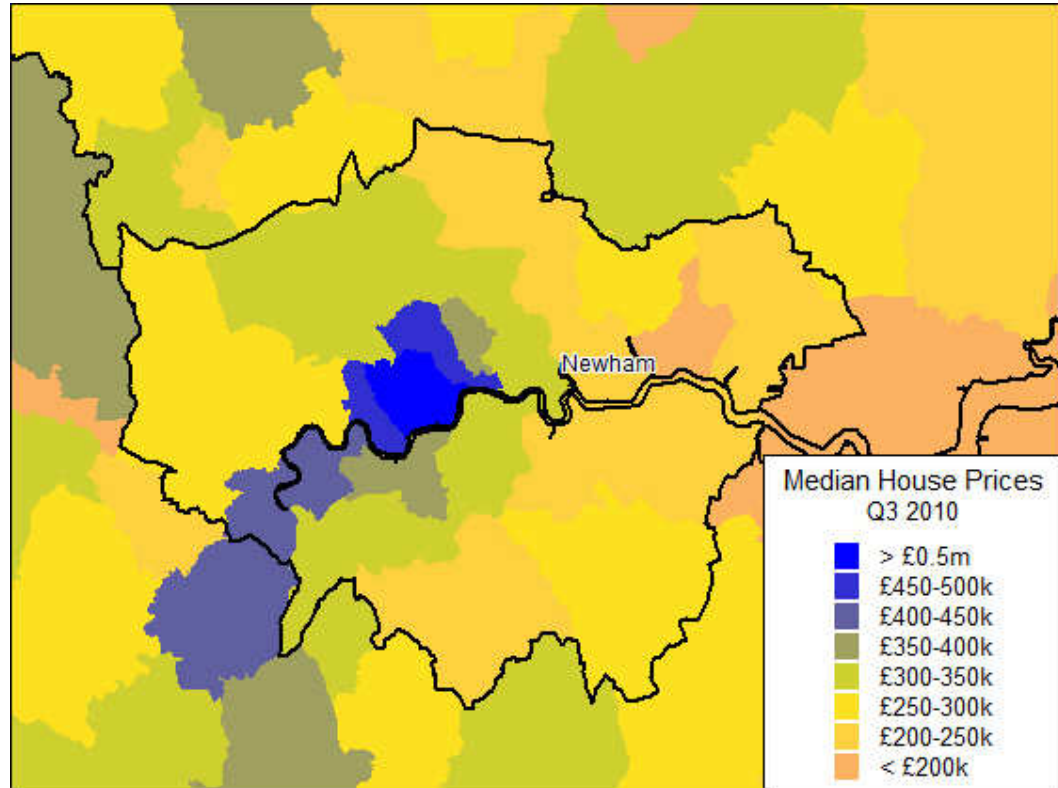 Newham
Median House Prices
Q3 2010
> £0.5m
£450-500k
£400-450k
£350-400k
£300-350k
£250-300k
£200-250k
< £200k